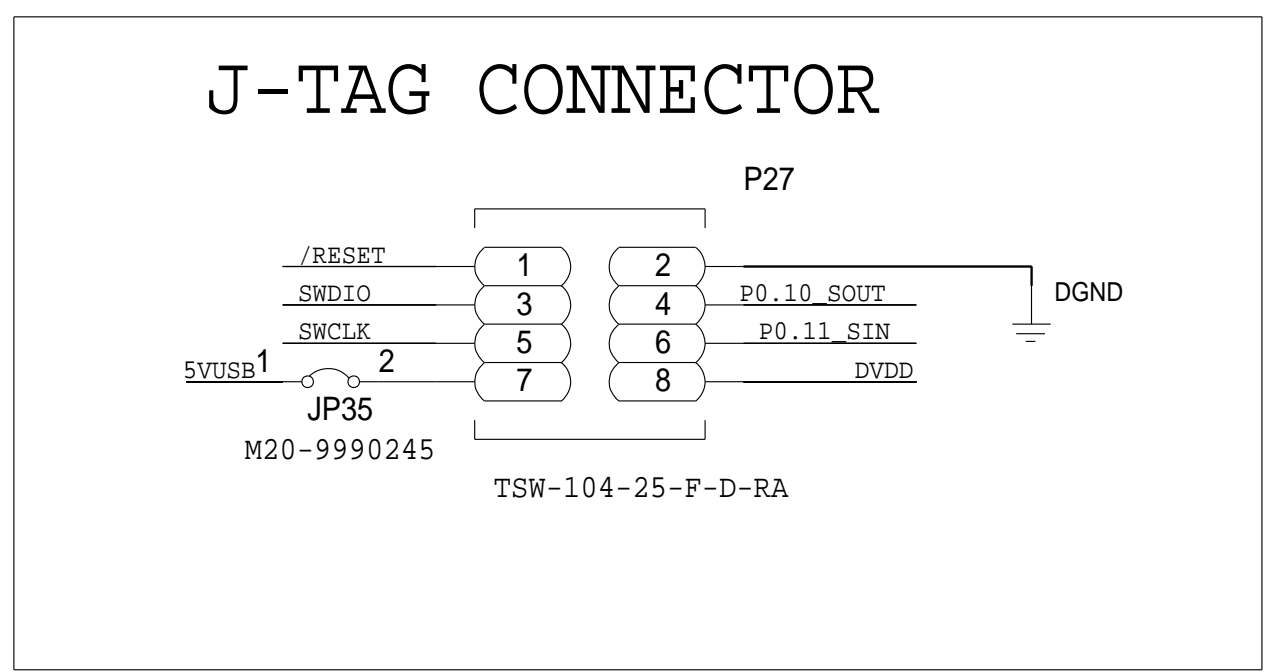 J-TAG CONNECTOR
P27
/RESET 1 2
SWDIO 3 4 P0.10_SOUT DGND
SWCLK 5 6 P0.11_SIN
5VUSB 1 2 7 8 DVDD
JP35
M20-9990245
TSW-104-25-F-D-RA